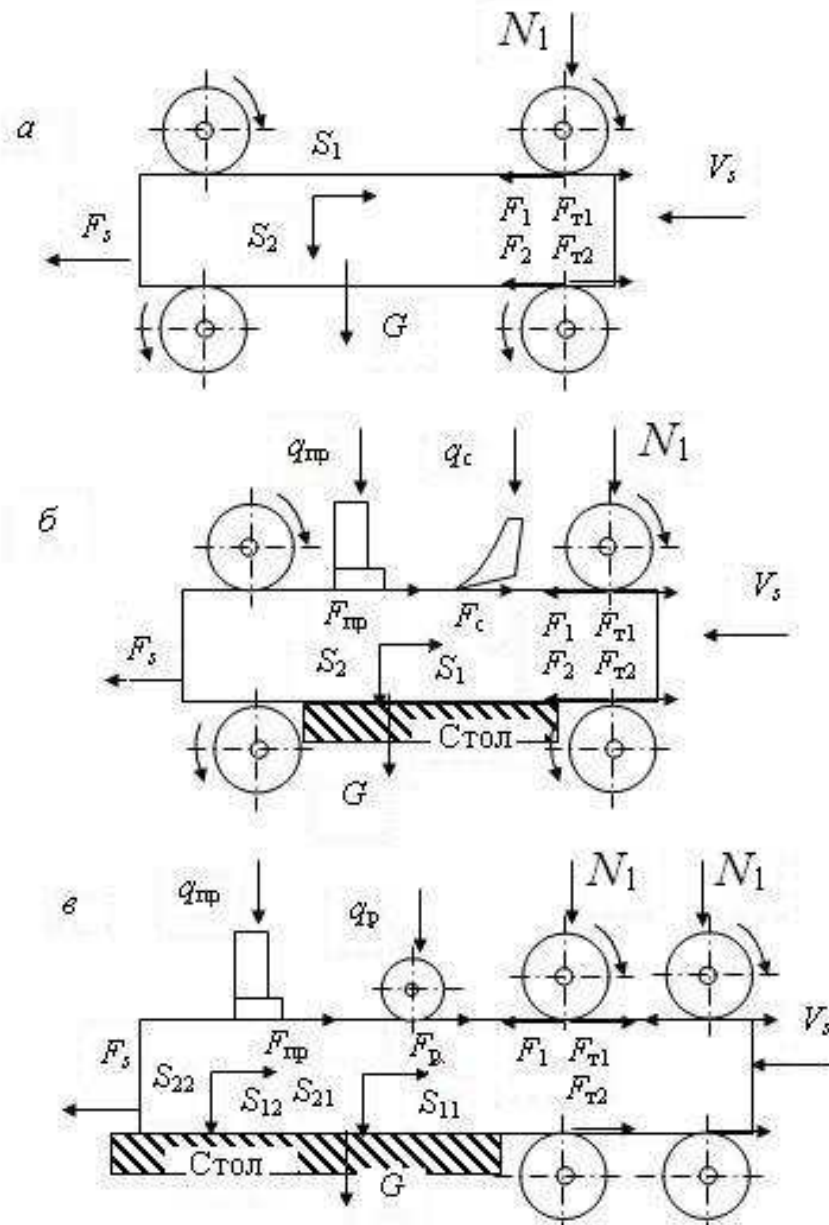 N₁
а
S₁
Vₛ
Fₛ
S₂
F₁ Fт1
F₂ Fт2
G
qпр qс N₁
б
Vₛ
Fпр Fс F₁ Fт1
Fₛ S₂ S₁ F₂ Fт2
Стол
G
qпр qр N₁ N₁
в
Fₛ Fпр Fр F₁ Fт1 Vₛ
S₂₂ S₁₂ S₂₁ S₁₁ Fт2
Стол G